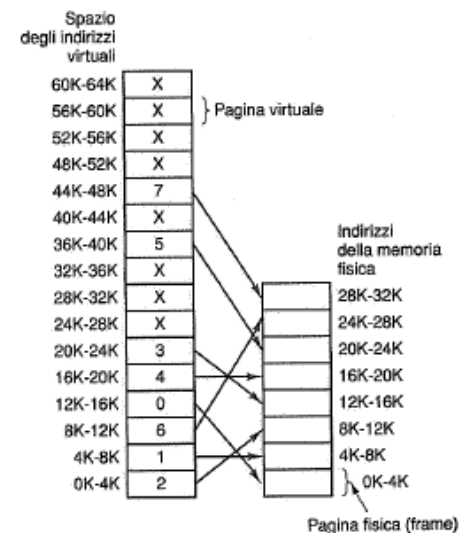 Spazio
degli indirizzi
virtuali
60K-64K X
56K-60K X Pagina virtuale
52K-56K X
48K-52K X
44K-48K 7
40K-44K X
36K-40K 5
32K-36K X
28K-32K X
24K-28K X
20K-24K 3
16K-20K 4
12K-16K 0
8K-12K 6
4K-8K 1
0K-4K 2
Indirizzi
della memoria
fisica
28K-32K
24K-28K
20K-24K
16K-20K
12K-16K
8K-12K
4K-8K
0K-4K
Pagina fisica (frame)